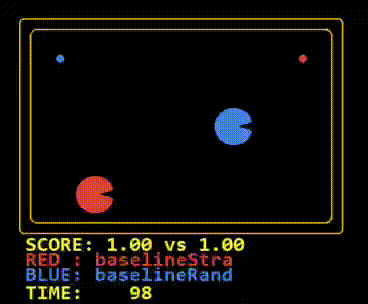 SCORE: 1.00 vs 1.00
RED : baselineStra
BLUE: baselineRand
TIME: 98